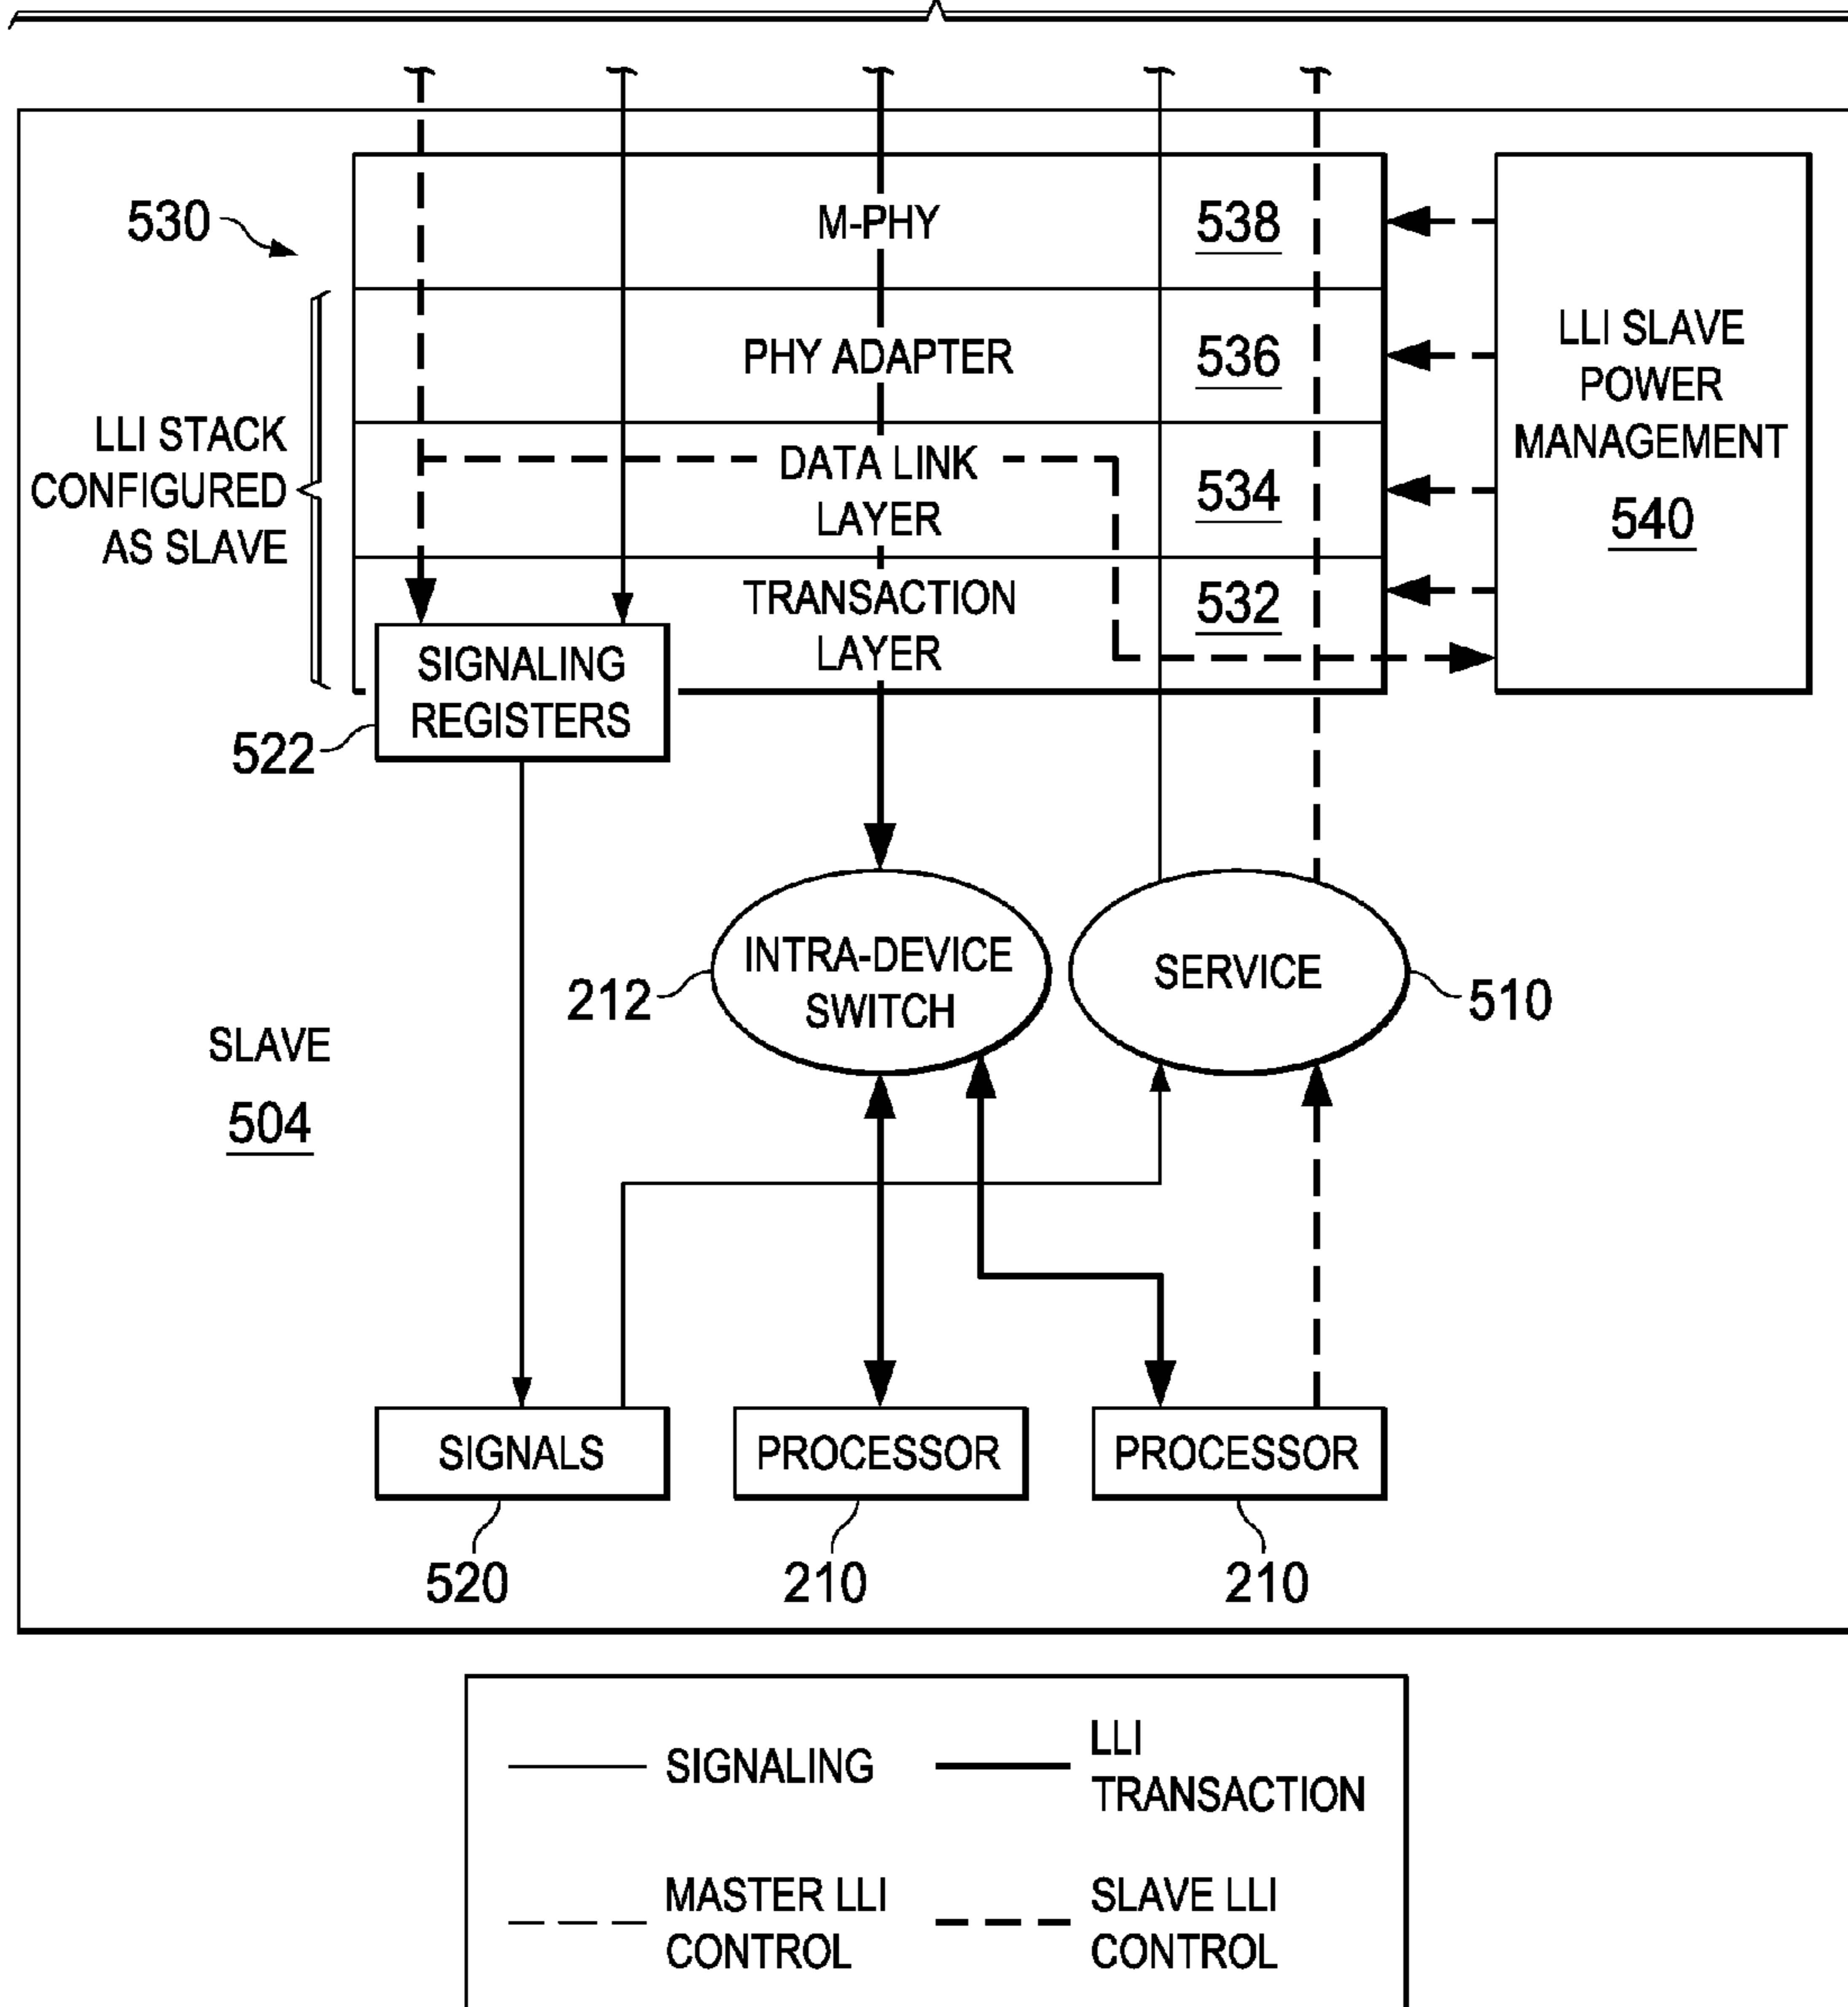 530
M-PHY
538
PHY ADAPTER
536
LLI STACK
CONFIGURED
AS SLAVE
DATA LINK
LAYER
534
TRANSACTION
LAYER
532
LLI SLAVE
POWER
MANAGEMENT
540
SIGNALING
REGISTERS
522
INTRA-DEVICE
SWITCH
212
SERVICE
510
SLAVE
504
SIGNALS
PROCESSOR
PROCESSOR
520
210
210
SIGNALING
LLI
TRANSACTION
MASTER LLI
CONTROL
SLAVE LLI
CONTROL